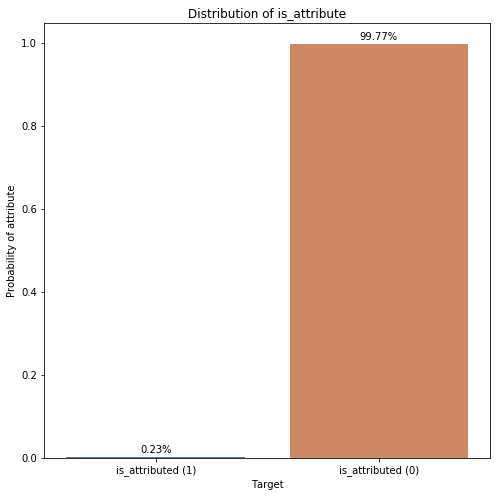 Distribution of is_attribute
99.77%
1.0
0.8
Probability of attribute
0.6
0.4
0.2
0.23%
0.0
is_attributed (1)
is_attributed (0)
Target